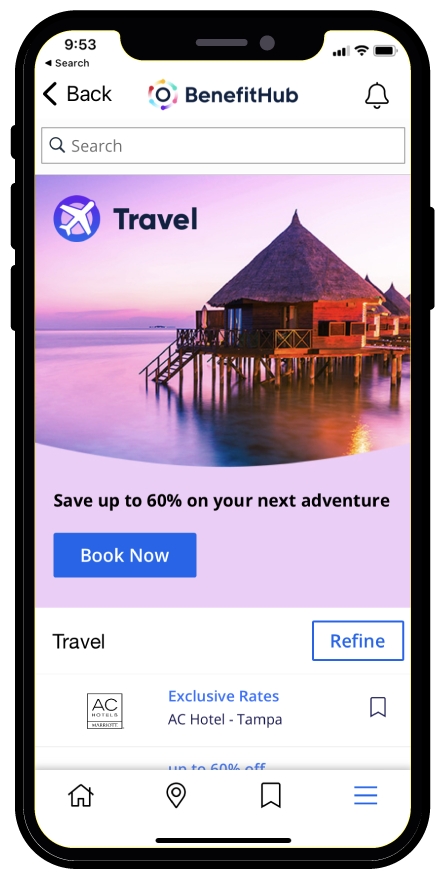 9:53
Search
Back
BenefitHub
Search
Travel
Save up to 60% on your next adventure
Book Now
Travel
Refine
AC
HOTELS
MARRIOTT
Exclusive Rates
AC Hotel - Tampa
up to 60% off